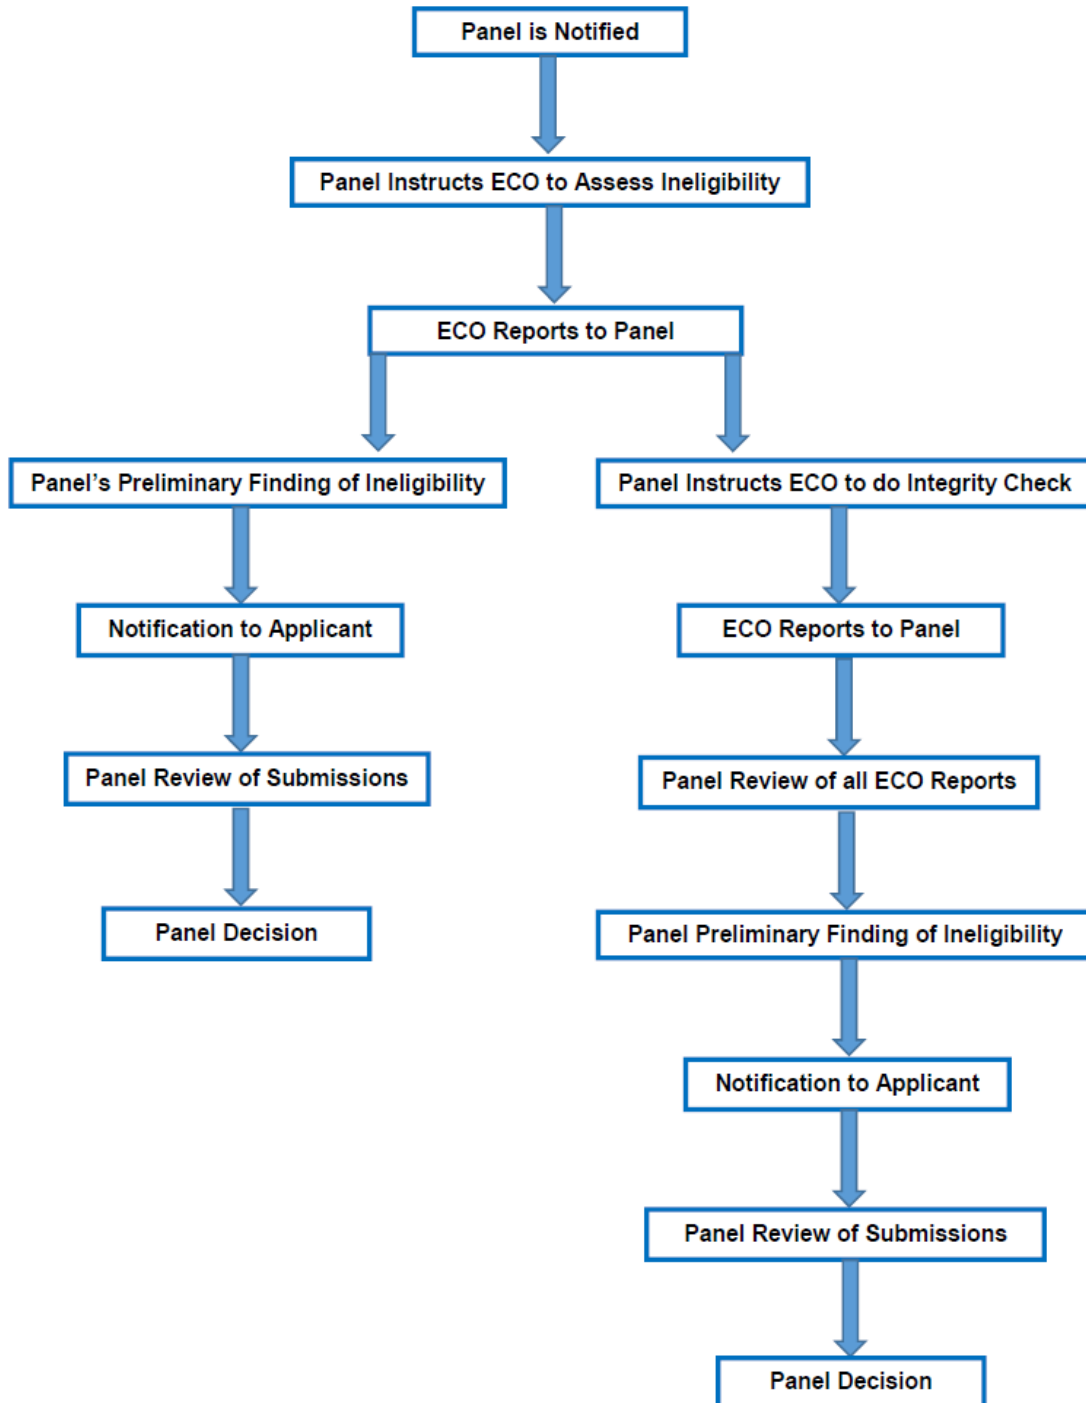 Panel is Notified
Panel Instructs ECO to Assess Ineligibility
ECO Reports to Panel
Panel's Preliminary Finding of Ineligibility
Panel Instructs ECO to do Integrity Check
Notification to Applicant
ECO Reports to Panel
Panel Review of Submissions
Panel Review of all ECO Reports
Panel Decision
Panel Preliminary Finding of Ineligibility
Notification to Applicant
Panel Review of Submissions
Panel Decision